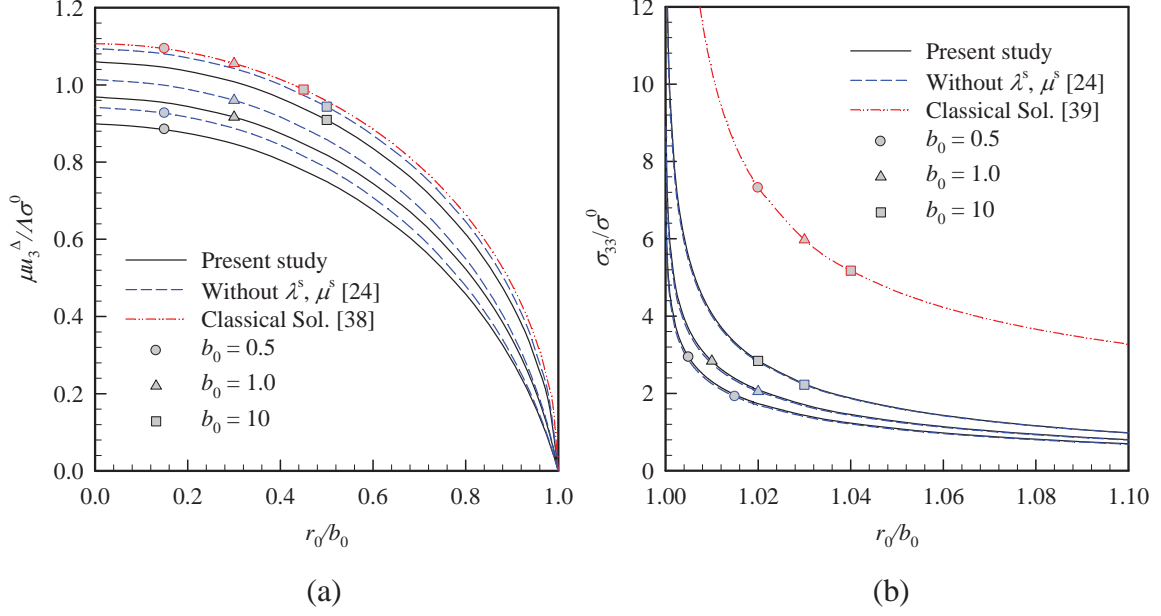 1.2
1.0
0.8
0.6
0.4
0.2
0.0
μu₃^Δ/Λσ⁰
Present study
Without λˢ, μˢ [24]
Classical Sol. [38]
b₀ = 0.5
b₀ = 1.0
b₀ = 10
0.0 0.2 0.4 0.6 0.8 1.0
r₀/b₀
(a)
12
10
8
6
4
2
0
σ₃₃/σ⁰
Present study
Without λˢ, μˢ [24]
Classical Sol. [39]
b₀ = 0.5
b₀ = 1.0
b₀ = 10
1.00 1.02 1.04 1.06 1.08 1.10
r₀/b₀
(b)